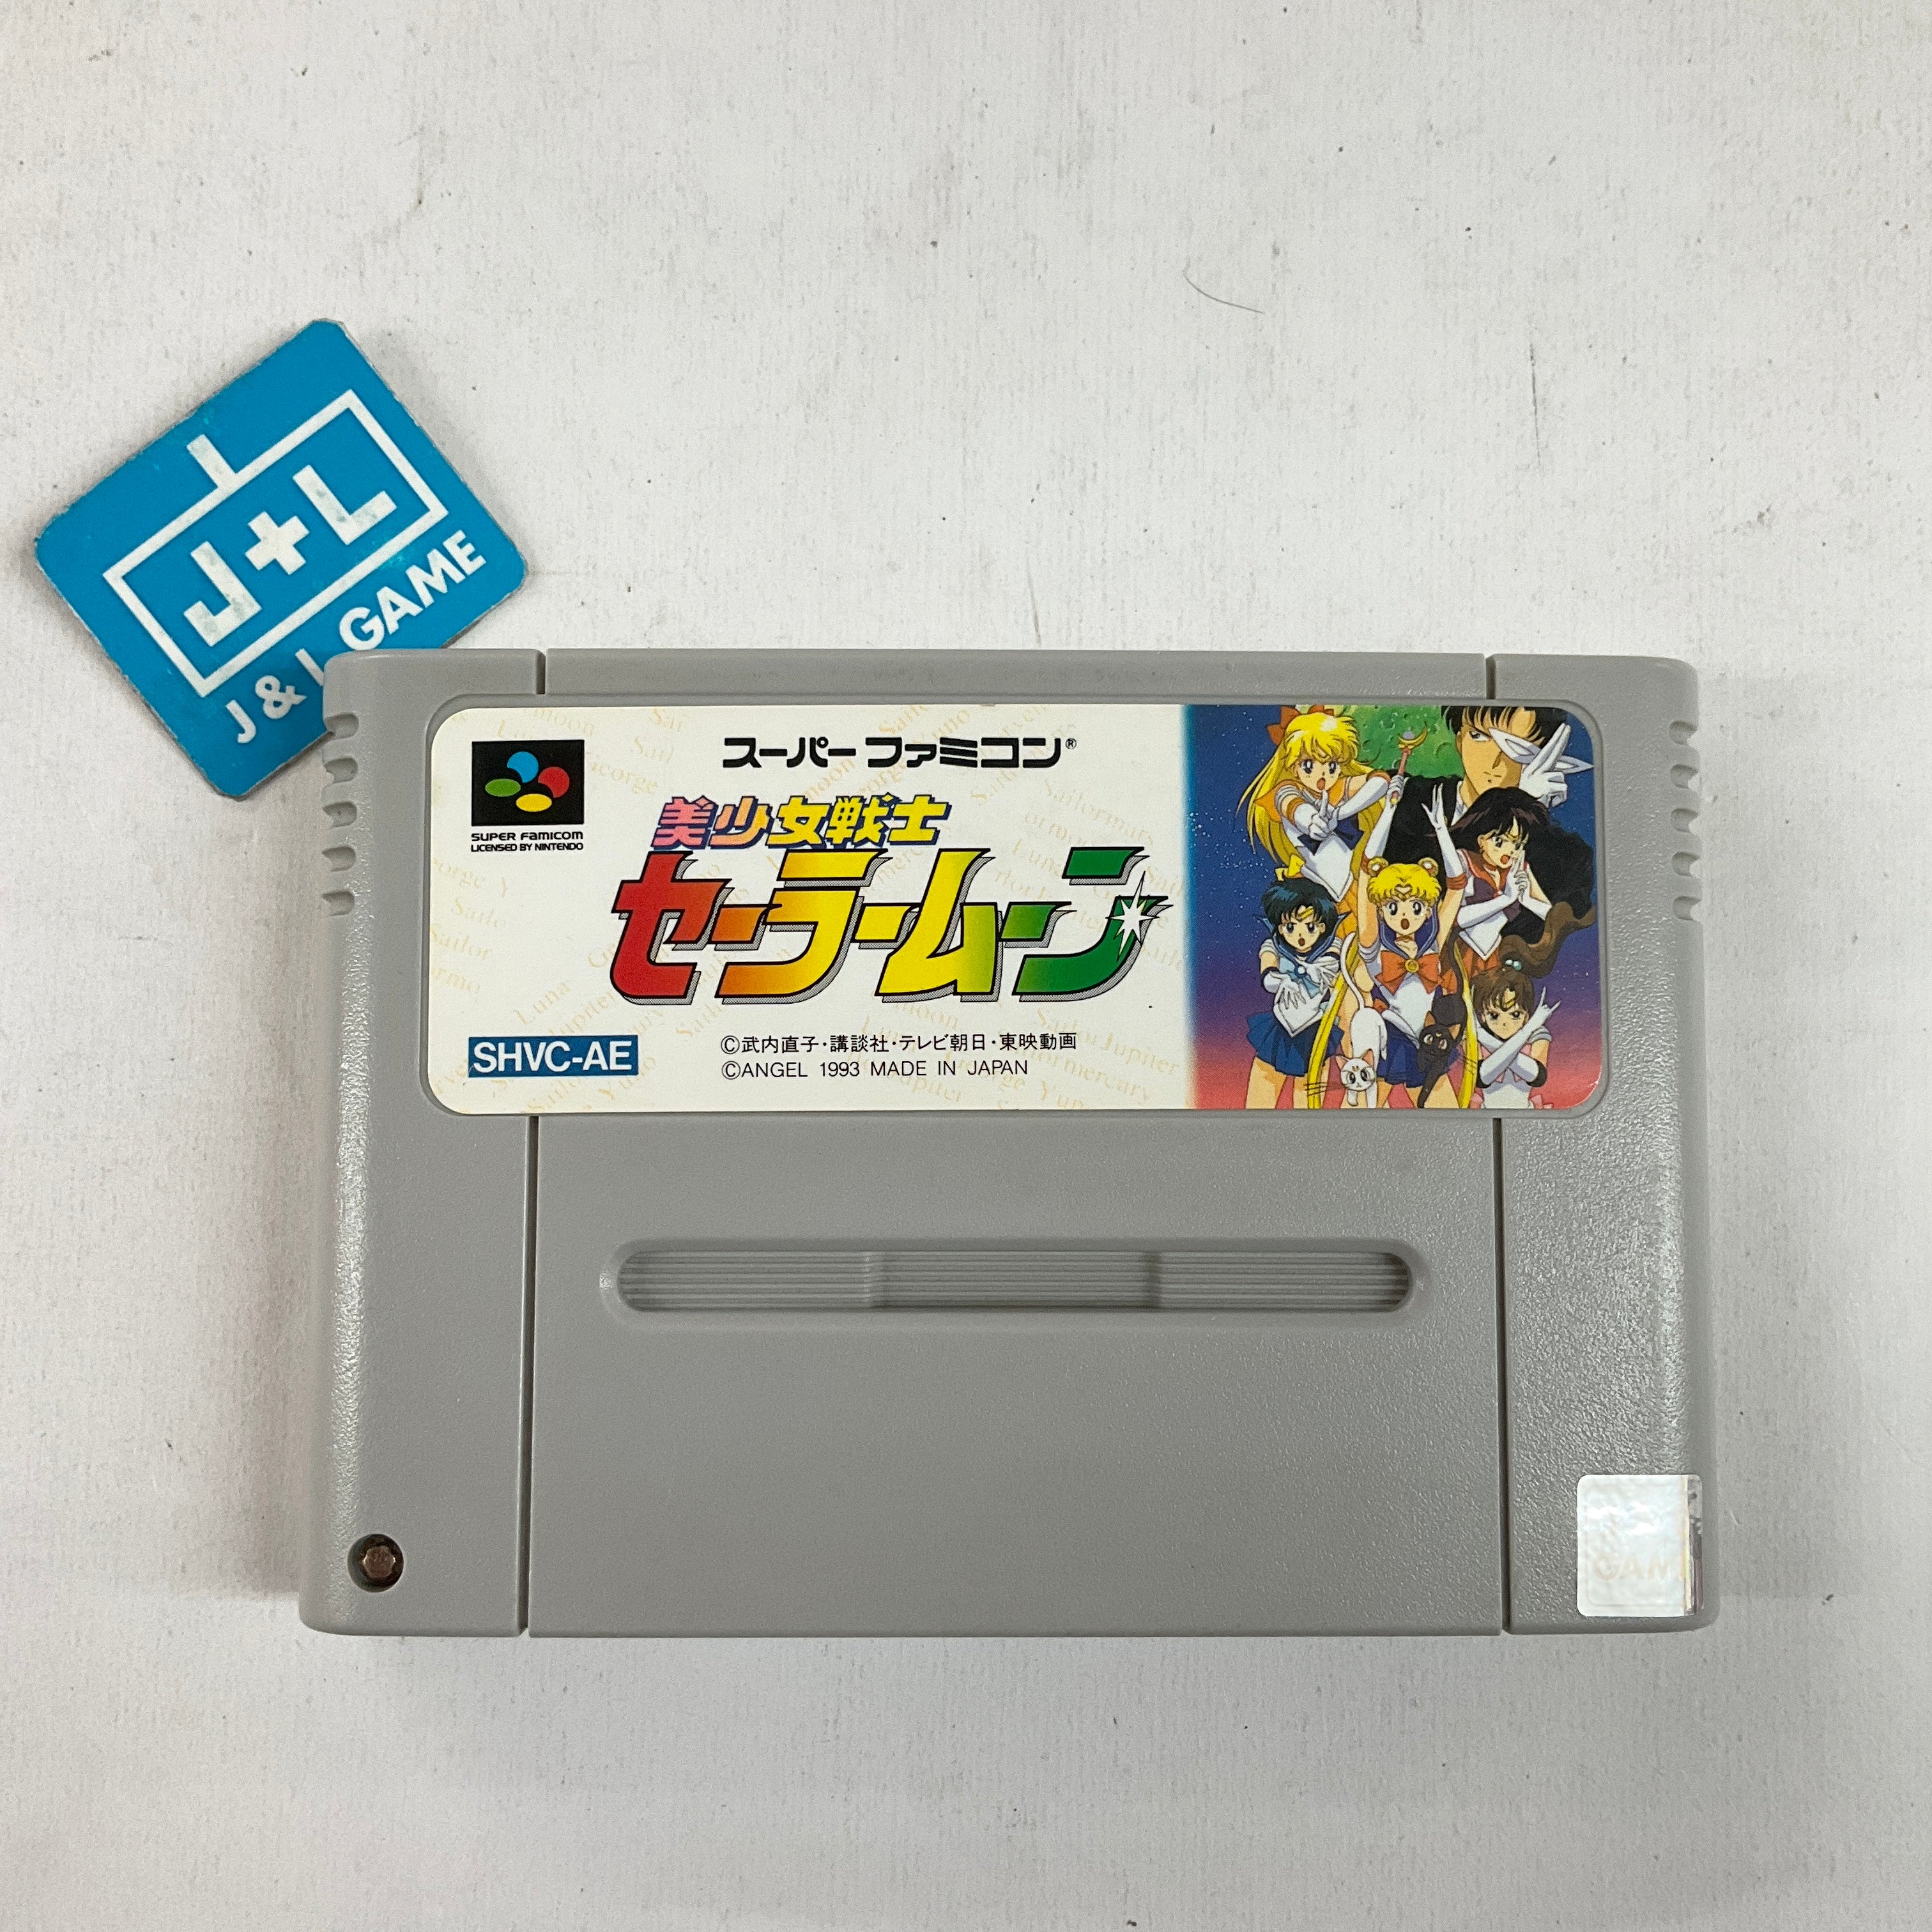 J+L
J & L GAME
スーパーファミコン®
SUPER FAMICOM
LICENSED BY NINTENDO
美少女戦士
セーラームーン
SHVC-AE
©武内直子・講談社・テレビ朝日・東映動画
©ANGEL 1993 MADE IN JAPAN
GAM